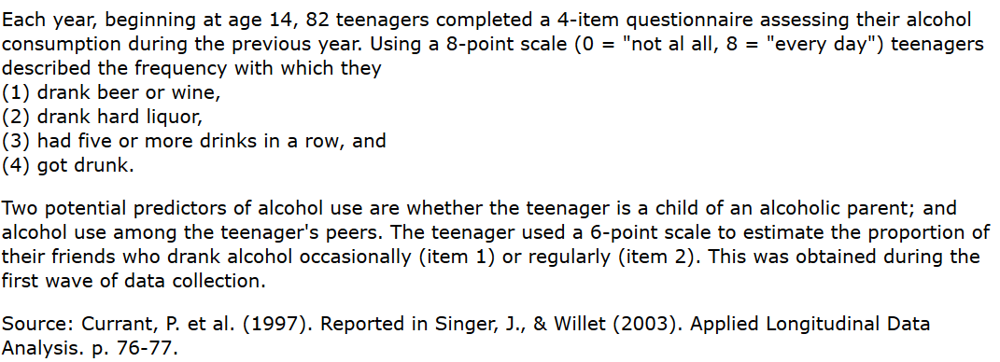 Each year, beginning at age 14, 82 teenagers completed a 4-item questionnaire assessing their alcohol
consumption during the previous year. Using a 8-point scale (0 = "not al all, 8 = "every day") teenagers
described the frequency with which they
(1) drank beer or wine,
(2) drank hard liquor,
(3) had five or more drinks in a row, and
(4) got drunk.
Two potential predictors of alcohol use are whether the teenager is a child of an alcoholic parent; and
alcohol use among the teenager's peers. The teenager used a 6-point scale to estimate the proportion of
their friends who drank alcohol occasionally (item 1) or regularly (item 2). This was obtained during the
first wave of data collection.
Source: Currant, P. et al. (1997). Reported in Singer, J., & Willet (2003). Applied Longitudinal Data
Analysis. p. 76-77.